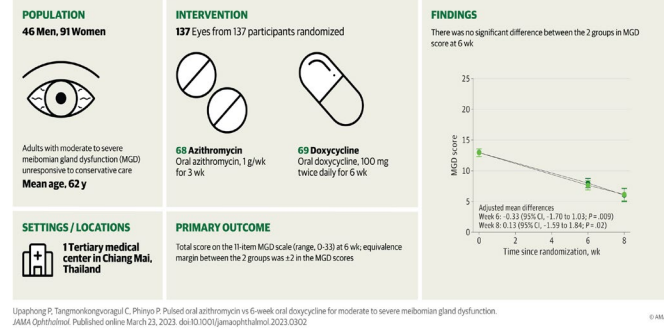 POPULATION
46 Men, 91 Women
Adults with moderate to severe
meibomian gland dysfunction (MGD)
unresponsive to conservative care
Mean age, 62 y
INTERVENTION
137 Eyes from 137 participants randomized
68 Azithromycin
Oral azithromycin, 1 g/wk
for 3 wk
69 Doxycycline
Oral doxycycline, 100 mg
twice daily for 6 wk
FINDINGS
There was no significant difference between the 2 groups in MGD
score at 6 wk
25
20
15
10
5
0
MGD score
Adjusted mean differences
Week 6: -0.33 (95% CI, -1.70 to 1.03; P = .009)
Week 8: 0.13 (95% CI, -1.59 to 1.84; P = .02)
0 2 4 6 8
Time since randomization, wk
SETTINGS / LOCATIONS
1 Tertiary medical
center in Chiang Mai,
Thailand
PRIMARY OUTCOME
Total score on the 11-item MGD scale (range, 0-33) at 6 wk; equivalence
margin between the 2 groups was ±2 in the MGD scores
Upaphong P, Tangmonkongvoragul C, Phinyo P. Pulsed oral azithromycin vs 6-week oral doxycycline for moderate to severe meibomian gland dysfunction.
JAMA Ophthalmol. Published online March 23, 2023. doi:10.1001/jamaophthalmol.2023.0302
© AMA